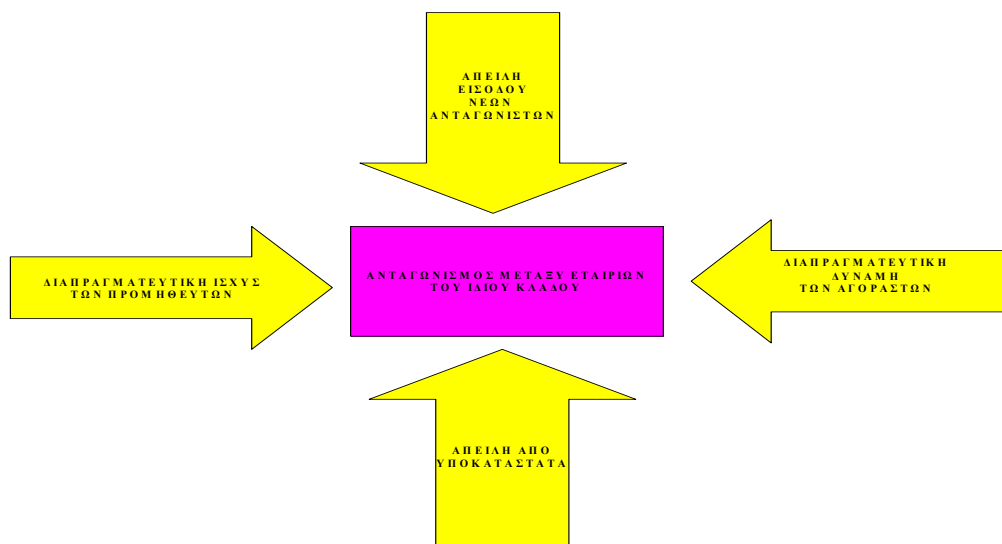 ΑΠΕΙΛΗ
ΕΙΣΟΔΟΥ
ΝΕΩΝ
ΑΝΤΑΓΩΝΙΣΤΩΝ
ΔΙΑΠΡΑΓΜΑΤΕΥΤΙΚΗ ΙΣΧΥΣ
ΤΩΝ ΠΡΟΜΗΘΕΥΤΩΝ
ΑΝΤΑΓΩΝΙΣΜΟΣ ΜΕΤΑΞΥ ΕΤΑΙΡΙΩΝ
ΤΟΥ ΙΔΙΟΥ ΚΛΑΔΟΥ
ΔΙΑΠΡΑΓΜΑΤΕΥΤΙΚΗ
ΔΥΝΑΜΗ
ΤΩΝ ΑΓΟΡΑΣΤΩΝ
ΑΠΕΙΛΗ ΑΠΟ
ΥΠΟΚΑΤΑΣΤΑΤΑ